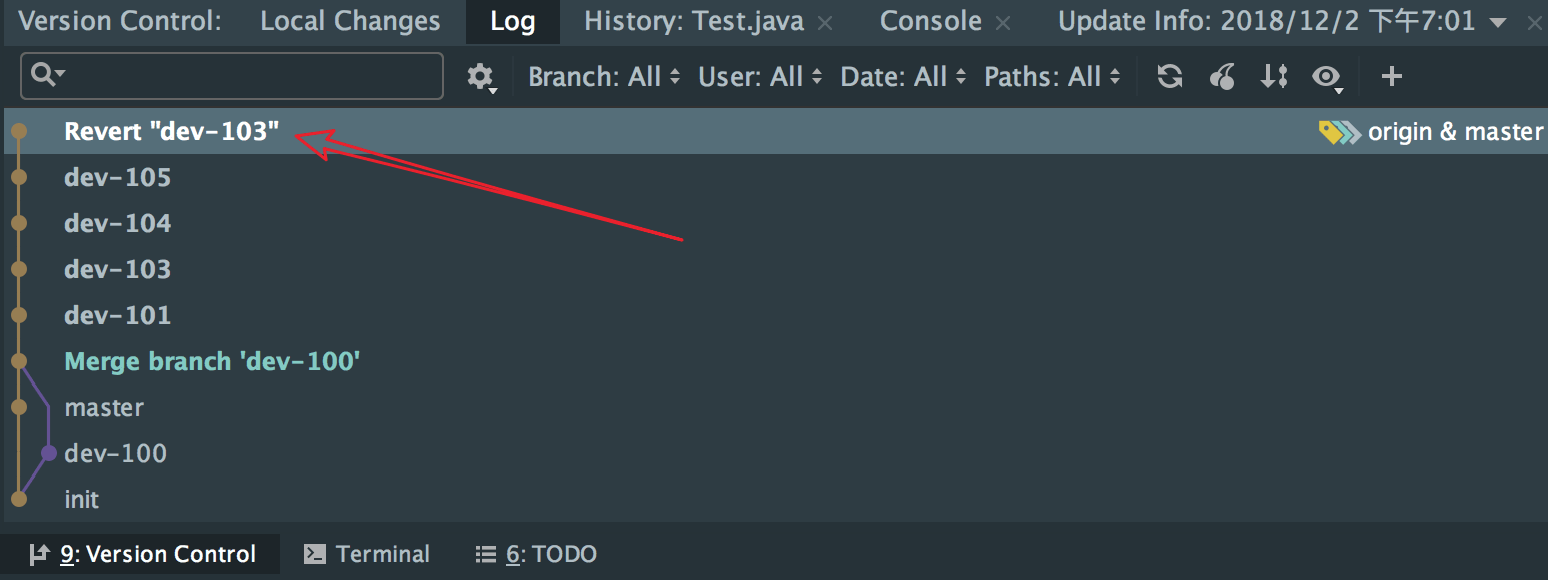 Version Control: Local Changes Log History: Test.java Console Update Info: 2018/12/2 下午7:01
Branch: All User: All Date: All Paths: All
Revert "dev-103" origin & master
dev-105
dev-104
dev-103
dev-101
Merge branch 'dev-100'
master
dev-100
init
9: Version Control Terminal 6: TODO